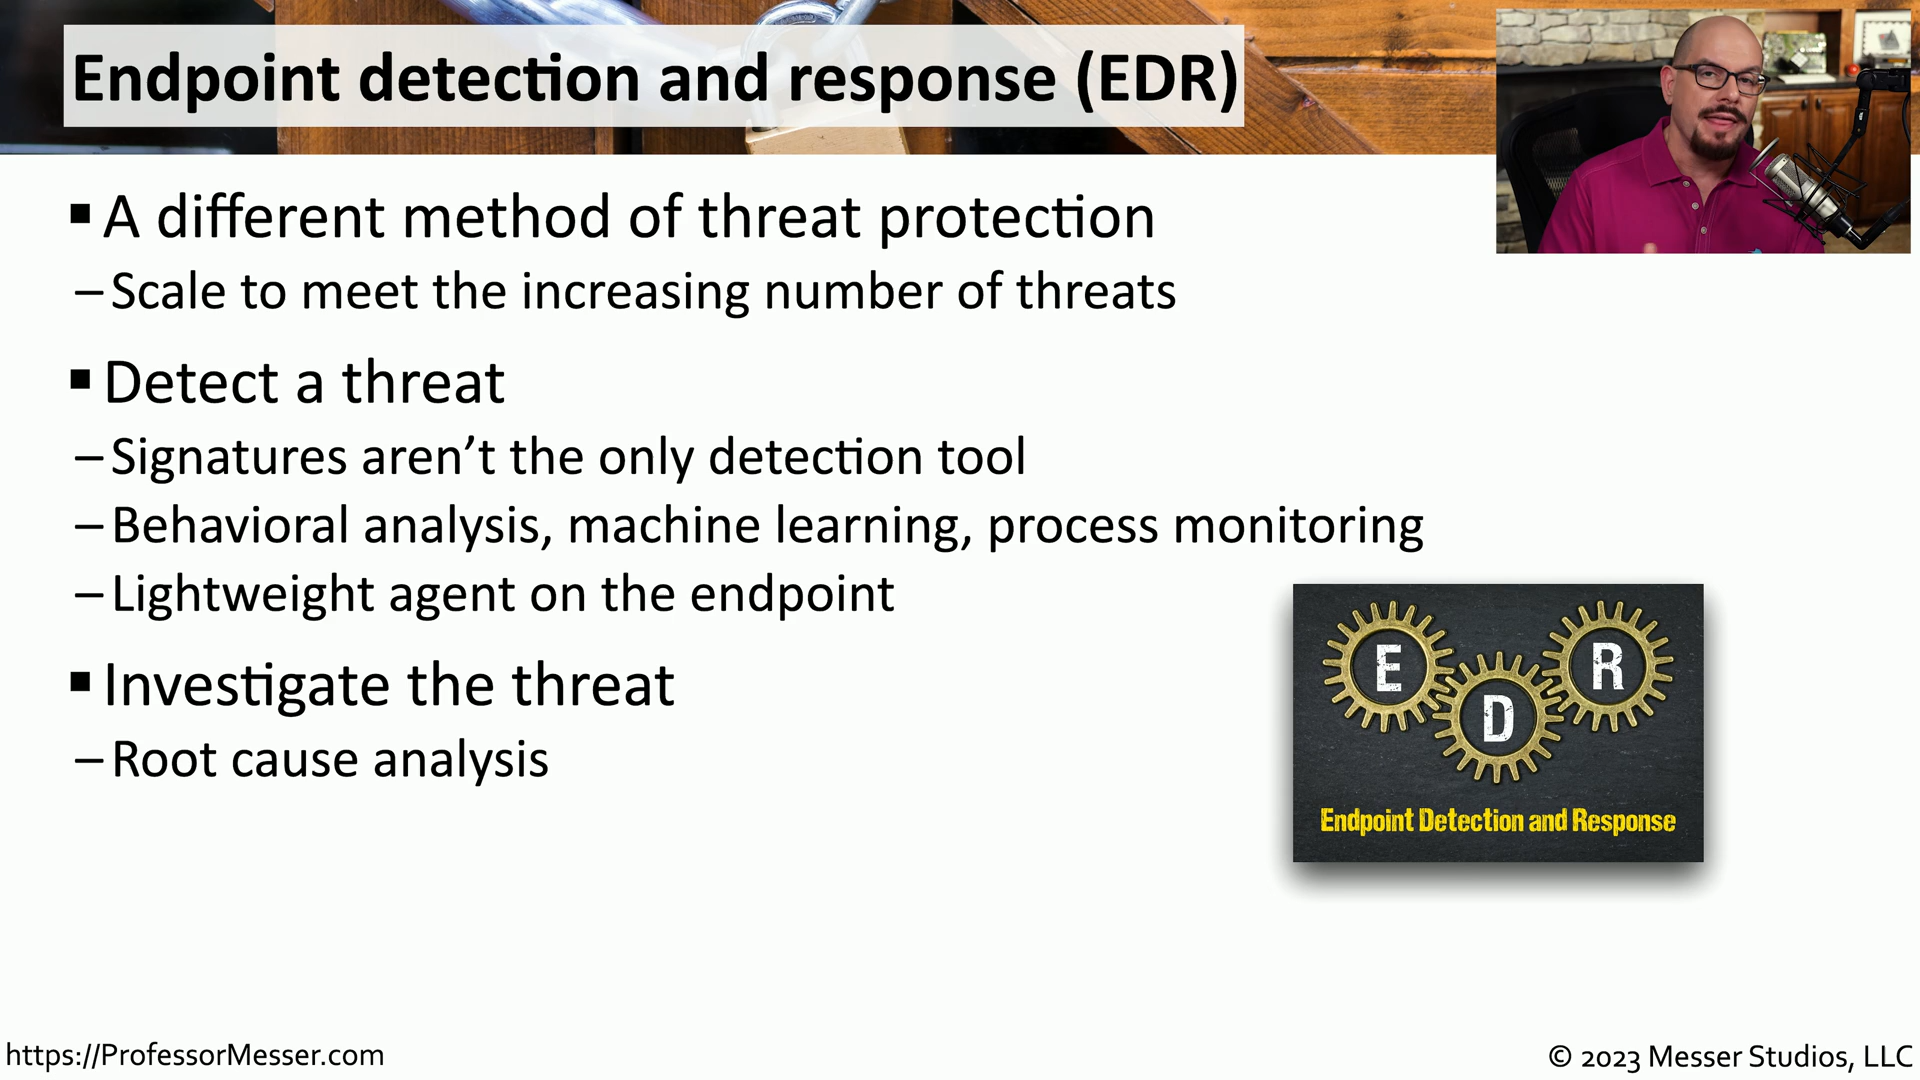 Endpoint detection and response (EDR)
▪ A different method of threat protection
– Scale to meet the increasing number of threats
▪ Detect a threat
– Signatures aren’t the only detection tool
– Behavioral analysis, machine learning, process monitoring
– Lightweight agent on the endpoint
▪ Investigate the threat
– Root cause analysis
E
D
R
Endpoint Detection and Response
https://ProfessorMesser.com
© 2023 Messer Studios, LLC